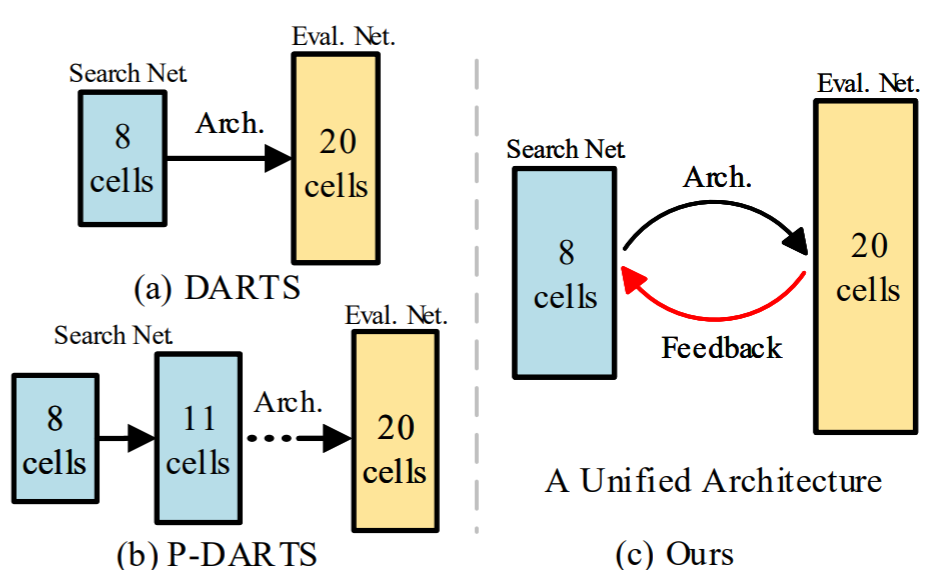 Search Net.
Eval. Net.
8
cells
Arch.
20
cells
(a) DARTS
Search Net.
Eval. Net.
8
cells
11
cells
Arch.
20
cells
(b) P-DARTS
Search Net.
Eval. Net.
8
cells
Arch.
Feedback
20
cells
A Unified Architecture
(c) Ours